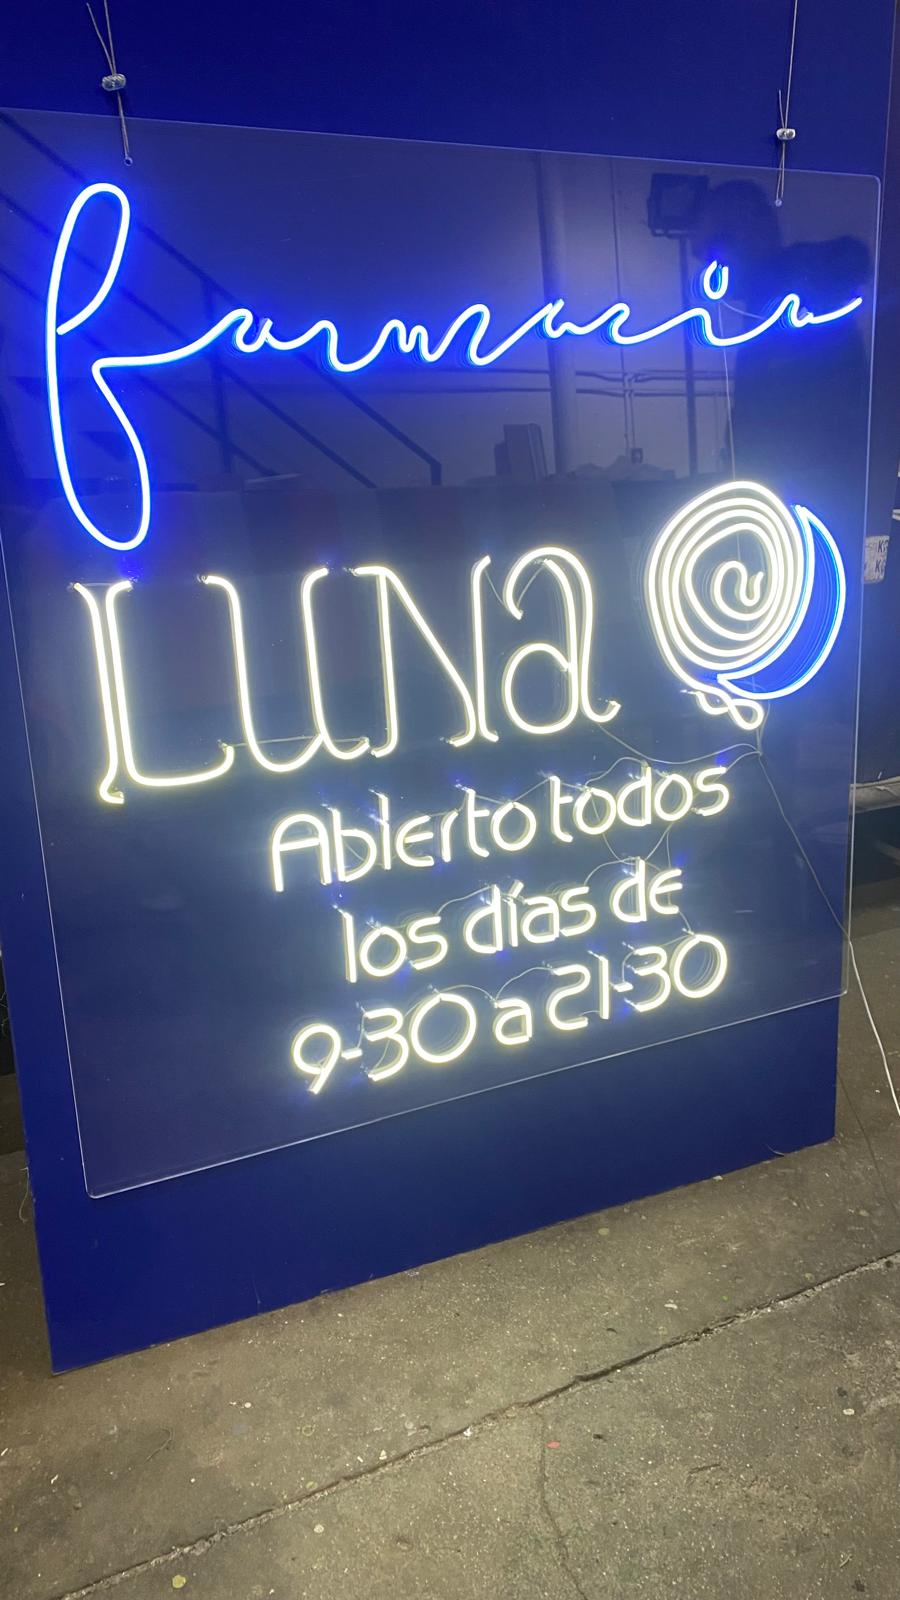 farmacia
LUNa
Abierto todos
los días de
9-30 a 21-30